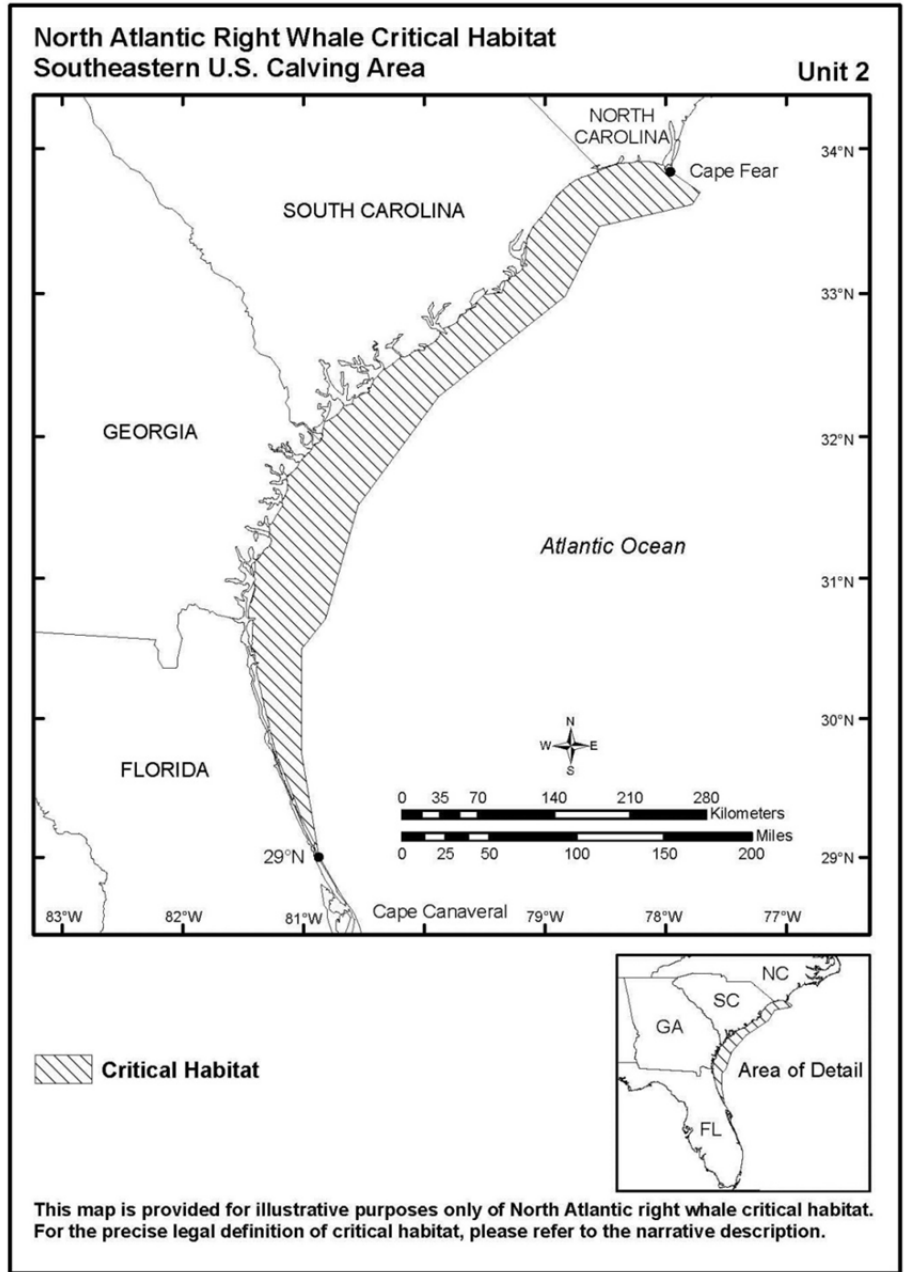 North Atlantic Right Whale Critical Habitat
Southeastern U.S. Calving Area
Unit 2
NORTH
CAROLINA
34°N
Cape Fear
SOUTH CAROLINA
33°N
GEORGIA
32°N
Atlantic Ocean
31°N
N
W
E
S
30°N
FLORIDA
0 35 70 140 210 280
Kilometers
Miles
0 25 50 100 150 200
29°N
29°N
83°W 82°W 81°W 79°W 78°W 77°W
Cape Canaveral
NC
SC
GA
Area of Detail
FL
Critical Habitat
This map is provided for illustrative purposes only of North Atlantic right whale critical habitat.
For the precise legal definition of critical habitat, please refer to the narrative description.